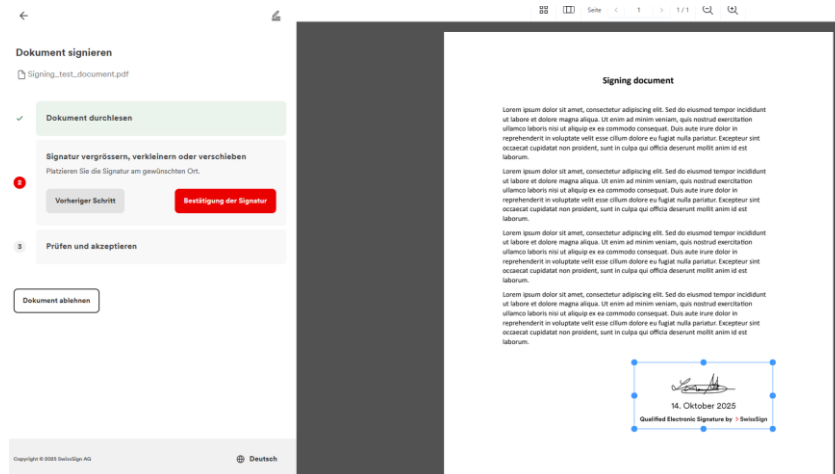 Dokument signieren
Signing_test_document.pdf
Dokument durchlesen
2
Signatur vergrössern, verkleinern oder verschieben
Platzieren Sie die Signatur am gewünschten Ort.
Vorheriger Schritt
Bestätigung der Signatur
3
Prüfen und akzeptieren
Dokument ablehnen
Copyright © 2025 SwissSign AG
Deutsch
Seite < 1 > 1/1
Signing document
Lorem ipsum dolor sit amet, consectetur adipiscing elit. Sed do eiusmod tempor incididunt
ut labore et dolore magna aliqua. Ut enim ad minim veniam, quis nostrud exercitation
ullamco laboris nisi ut aliquip ex ea commodo consequat. Duis aute irure dolor in
reprehenderit in voluptate velit esse cillum dolore eu fugiat nulla pariatur. Excepteur sint
occaecat cupidatat non proident, sunt in culpa qui officia deserunt mollit anim id est
laborum.
Lorem ipsum dolor sit amet, consectetur adipiscing elit. Sed do eiusmod tempor incididunt
ut labore et dolore magna aliqua. Ut enim ad minim veniam, quis nostrud exercitation
ullamco laboris nisi ut aliquip ex ea commodo consequat. Duis aute irure dolor in
reprehenderit in voluptate velit esse cillum dolore eu fugiat nulla pariatur. Excepteur sint
occaecat cupidatat non proident, sunt in culpa qui officia deserunt mollit anim id est
laborum.
Lorem ipsum dolor sit amet, consectetur adipiscing elit. Sed do eiusmod tempor incididunt
ut labore et dolore magna aliqua. Ut enim ad minim veniam, quis nostrud exercitation
ullamco laboris nisi ut aliquip ex ea commodo consequat. Duis aute irure dolor in
reprehenderit in voluptate velit esse cillum dolore eu fugiat nulla pariatur. Excepteur sint
occaecat cupidatat non proident, sunt in culpa qui officia deserunt mollit anim id est
laborum.
Lorem ipsum dolor sit amet, consectetur adipiscing elit. Sed do eiusmod tempor incididunt
ut labore et dolore magna aliqua. Ut enim ad minim veniam, quis nostrud exercitation
ullamco laboris nisi ut aliquip ex ea commodo consequat. Duis aute irure dolor in
reprehenderit in voluptate velit esse cillum dolore eu fugiat nulla pariatur. Excepteur sint
occaecat cupidatat non proident, sunt in culpa qui officia deserunt mollit anim id est
laborum.
14. Oktober 2025
Qualified Electronic Signature by SwissSign